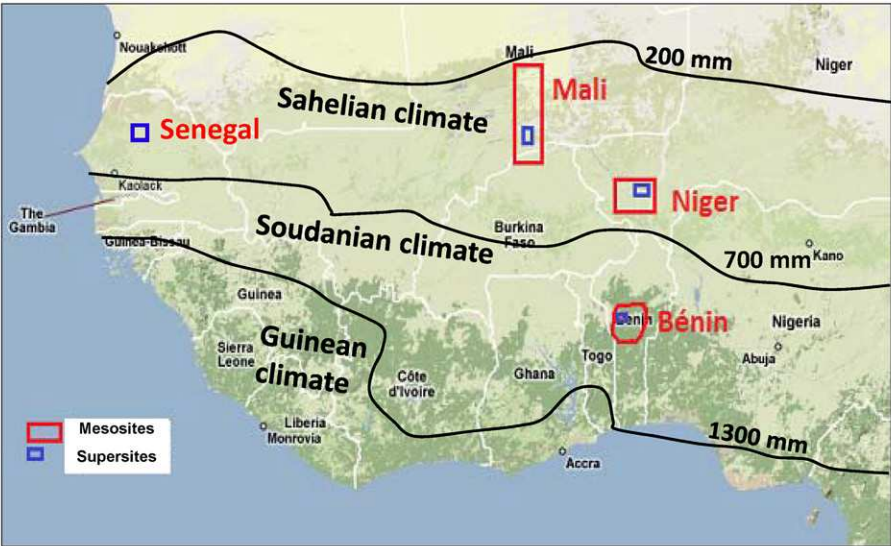 Nouakchott
Mali
200 mm
Niger
Mali
Sahelian climate
Senegal
Kaolack
Niger
The
Gambia
Burkina
Faso
Soudanian climate
Guinea-Bissau
700 mm
Kano
Guinea
Bénin
Benin
Nigeria
Guinean
climate
Sierra
Leone
Togo
Abuja
Côte
d'Ivoire
Ghana
Liberia
Monrovia
1300 mm
Accra
Mesosites
Supersites